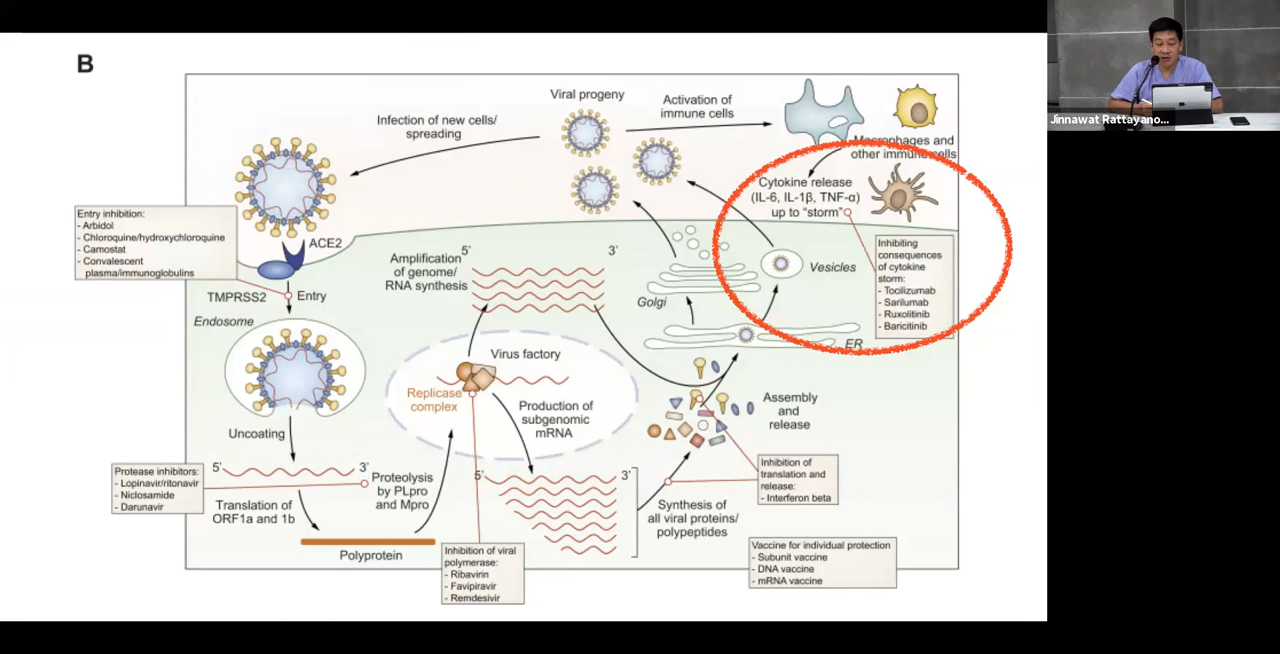 B
Viral progeny
Infection of new cells/
spreading
Activation of
immune cells
Macrophages and
other immune cells
Cytokine release
(IL-6, IL-1β, TNF-α)
up to “storm”
Inhibiting
consequences
of cytokine
storm:
- Tocilizumab
- Sarilumab
- Ruxolitinib
- Baricitinib
Entry inhibition:
- Arbidol
- Chloroquine/hydroxychloroquine
- Camostat
- Convalescent
plasma/immunoglobulins
ACE2
TMPRSS2
Entry
Endosome
Uncoating
Amplification
of genome/
RNA synthesis
5’
3’
Golgi
Vesicles
ER
Virus factory
Replicase
complex
Production of
subgenomic
mRNA
Assembly
and
release
Protease inhibitors:
- Lopinavir/ritonavir
- Niclosamide
- Darunavir
5’
3’
Translation of
ORF1a and 1b
Proteolysis
by PLpro
and Mpro
Polyprotein
5’
3’
Inhibition of viral
polymerase:
- Ribavirin
- Favipiravir
- Remdesivir
Synthesis of
all viral proteins/
polypeptides
Inhibition of
translation and
release:
- Interferon beta
Vaccine for individual protection
- Subunit vaccine
- DNA vaccine
- mRNA vaccine
Jinnawat Rattayano...